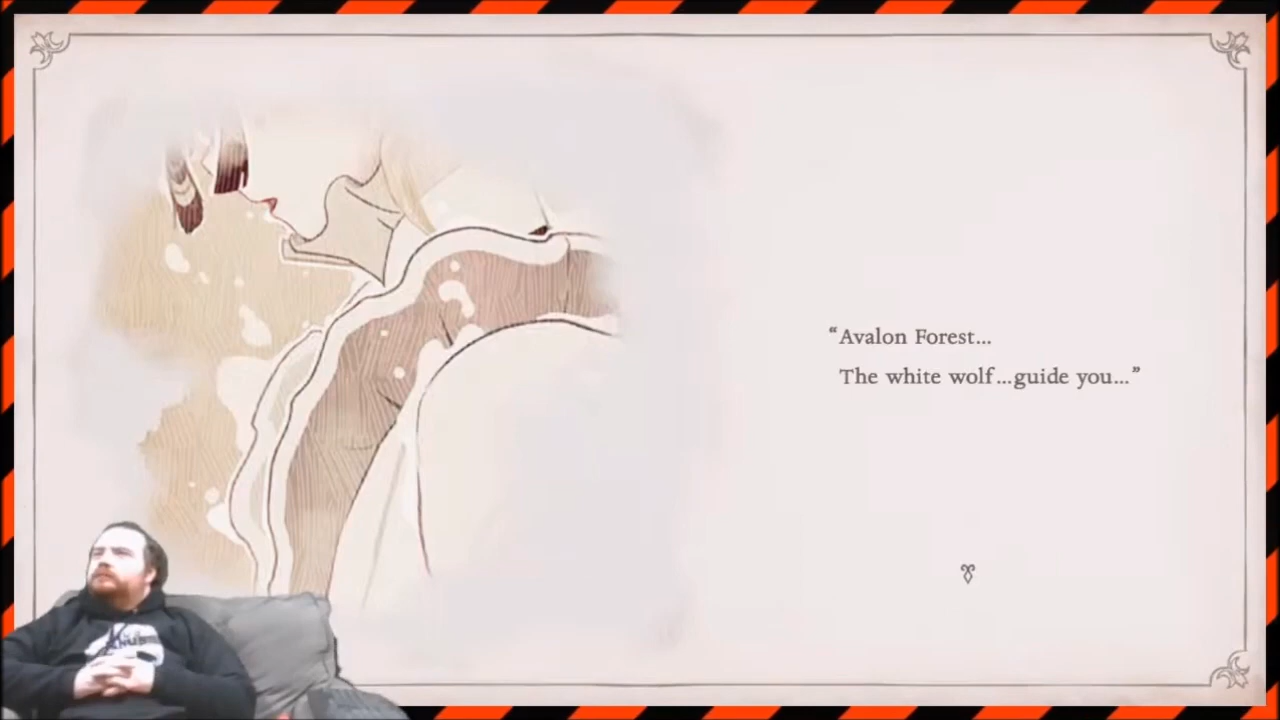 “Avalon Forest...
The white wolf...guide you...”